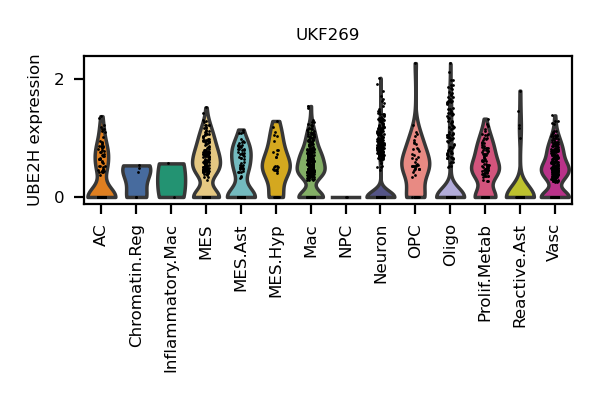 UKF269
UBE2H expression
2
0
AC
Chromatin.Reg
Inflammatory.Mac
MES
MES.Ast
MES.Hyp
Mac
NPC
Neuron
OPC
Oligo
Prolif.Metab
Reactive.Ast
Vasc